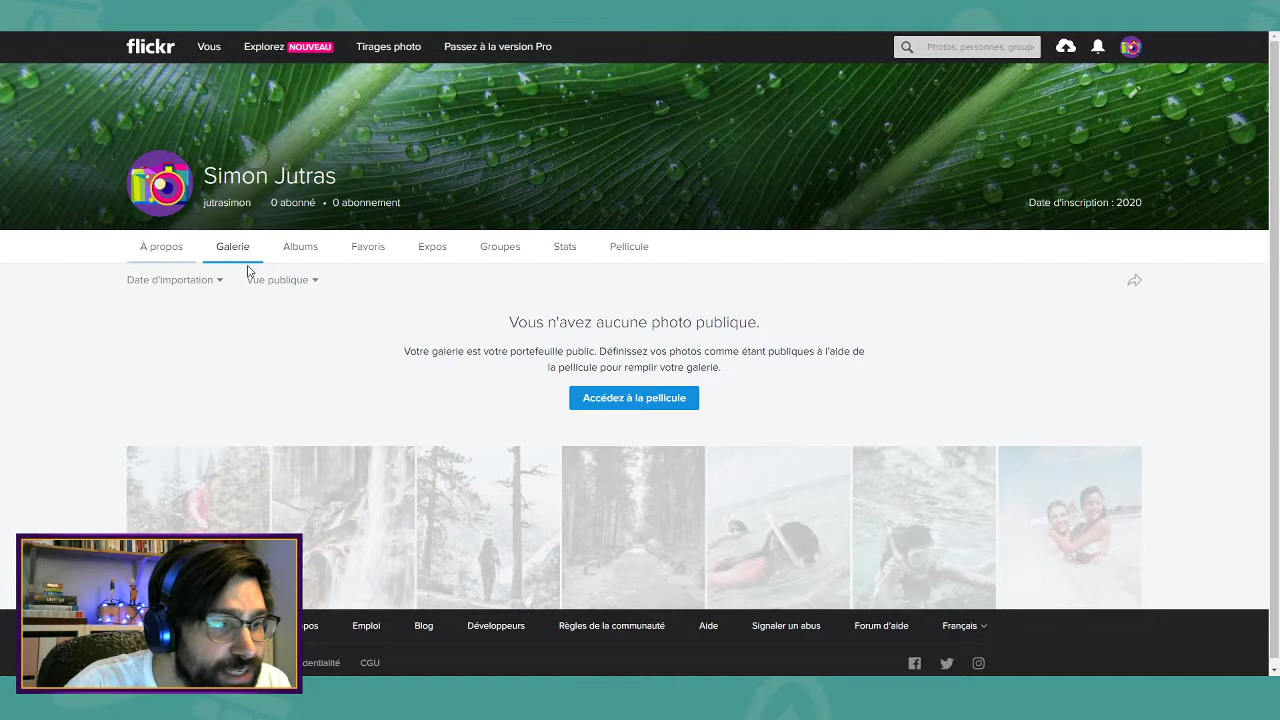 flickr Vous Explorez NOUVEAU Tirages photo Passez à la version Pro Photos, personnes, group
Simon Jutras
jutrasimon 0 abonné • 0 abonnement Date d'inscription : 2020
À propos Galerie Albums Favoris Expos Groupes Stats Pellicule
Date d'importation Vue publique
Vous n'avez aucune photo publique.
Votre galerie est votre portefeuille public. Définissez vos photos comme étant publiques à l'aide de
la pellicule pour remplir votre galerie.
Accédez à la pellicule
opos Emploi Blog Développeurs Règles de la communauté Aide Signaler un abus Forum d'aide Français
dentialité CGU